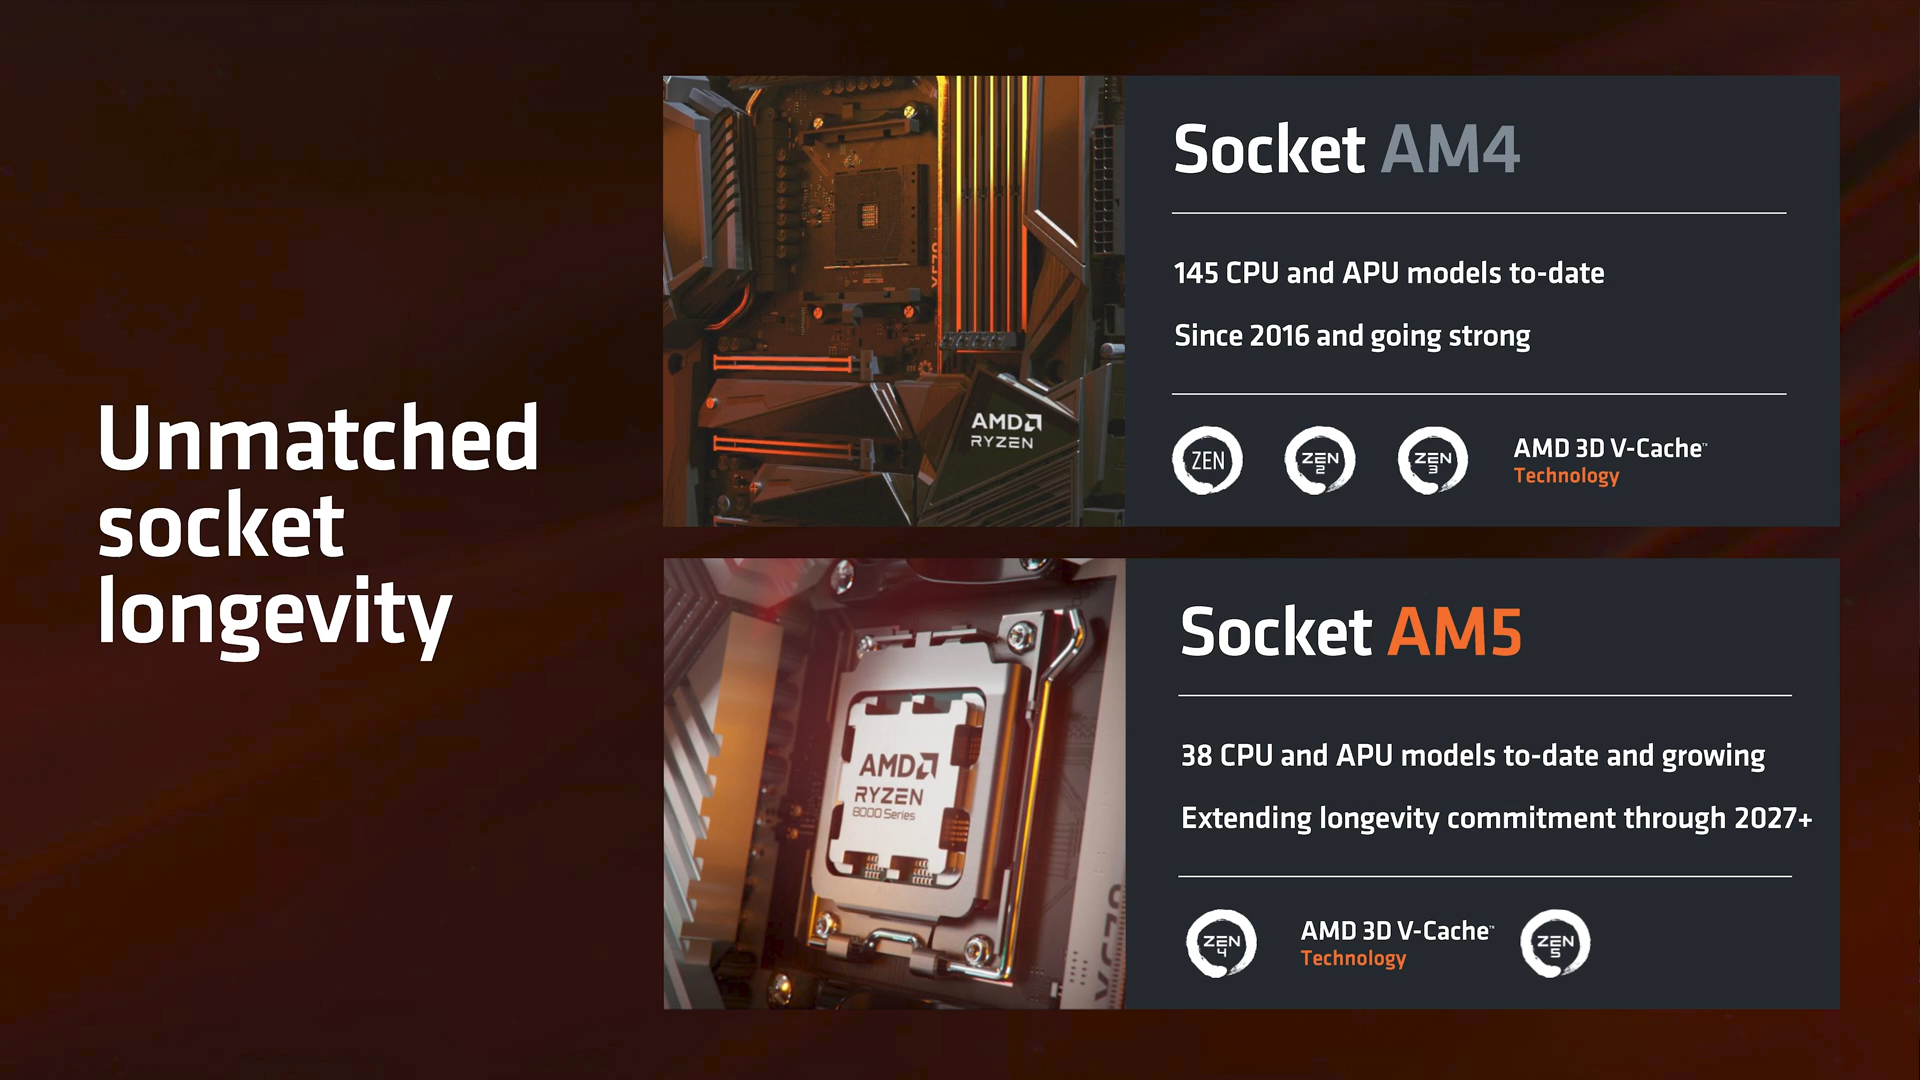 Unmatched
socket
longevity
Socket AM4
145 CPU and APU models to-date
Since 2016 and going strong
ZEN
ZEN
2
ZEN
3
AMD 3D V-Cache™
Technology
AMD
RYZEN
X570
Socket AM5
38 CPU and APU models to-date and growing
Extending longevity commitment through 2027+
ZEN
4
AMD 3D V-Cache™
Technology
ZEN
5
AMD
RYZEN
8000 Series